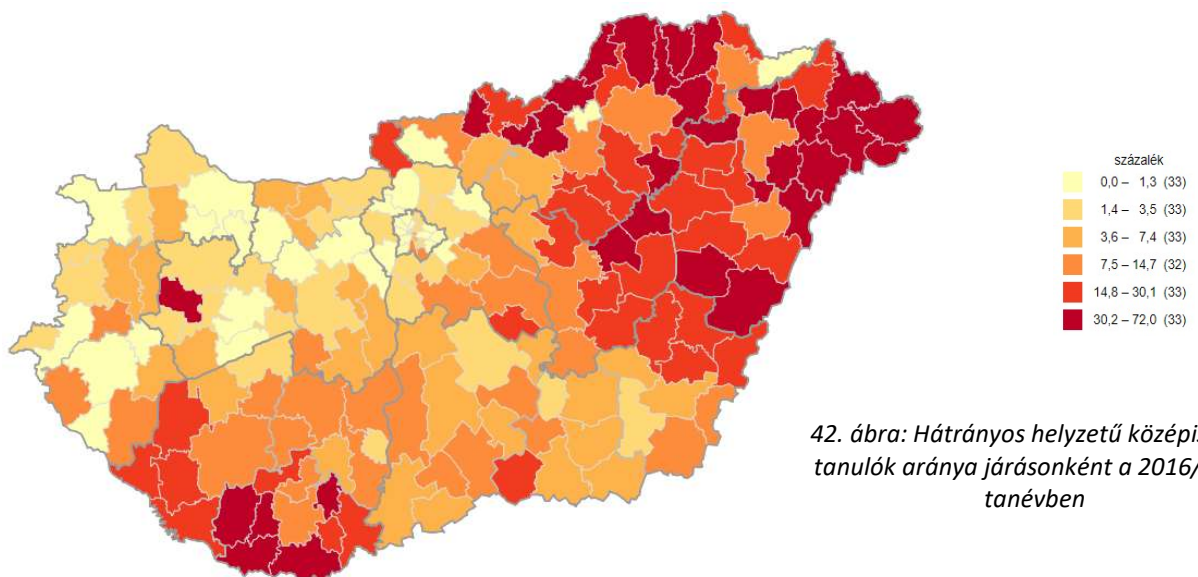 százalék
0,0 – 1,3 (33)
1,4 – 3,5 (33)
3,6 – 7,4 (33)
7,5 – 14,7 (32)
14,8 – 30,1 (33)
30,2 – 72,0 (33)
42. ábra: Hátrányos helyzetű
tanulók aránya járásonként a 2016/
tanévben